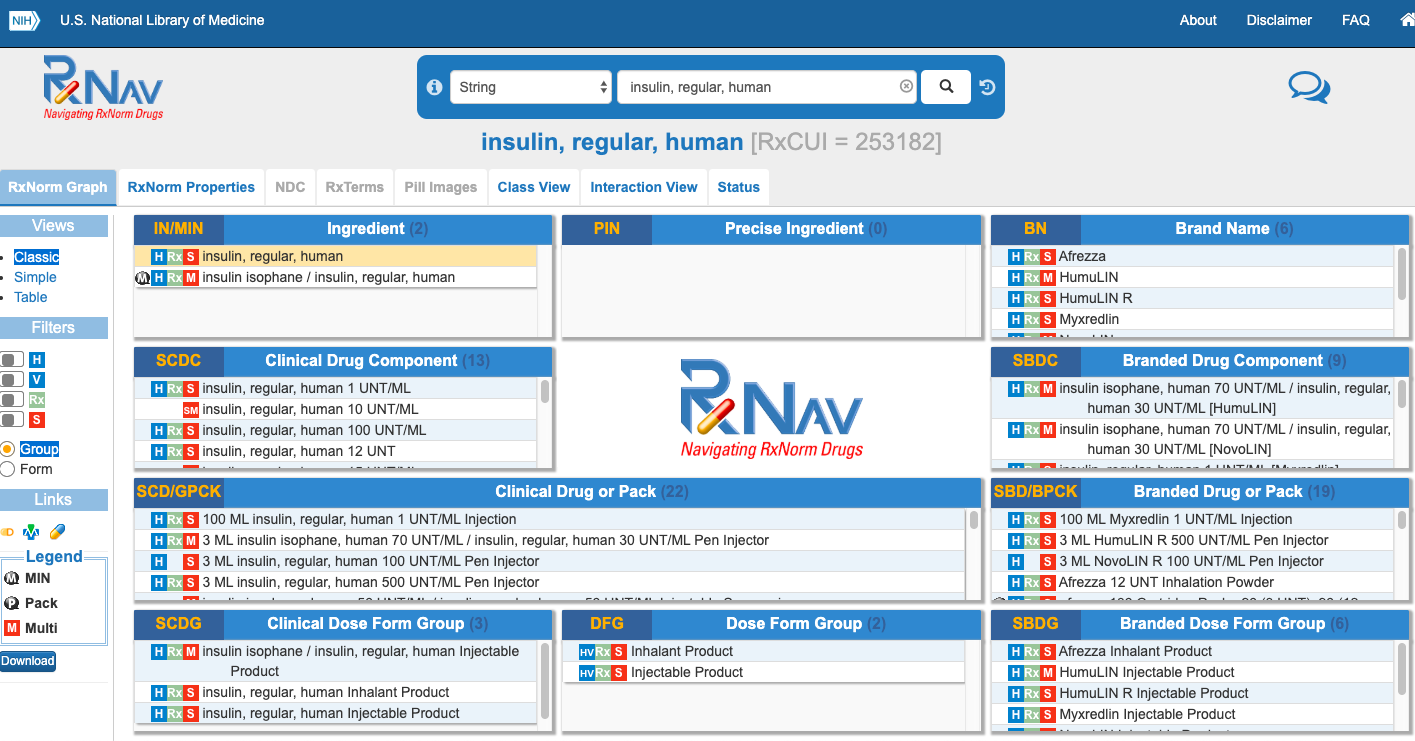 NIH U.S. National Library of Medicine About Disclaimer FAQ
RxNav
Navigating RxNorm Drugs
String insulin, regular, human
insulin, regular, human [RxCUI = 253182]
RxNorm Graph RxNorm Properties NDC RxTerms Pill Images Class View Interaction View Status
Views
Classic
Simple
Table
Filters
H
V
Rx
S
Group
Form
Links
Legend
M MIN
P Pack
M Multi
Download
IN/MIN Ingredient (2)
H Rx S insulin, regular, human
M H Rx M insulin isophane / insulin, regular, human
PIN Precise Ingredient (0)
BN Brand Name (6)
H Rx S Afrezza
H Rx M HumuLIN
H Rx S HumuLIN R
H Rx S Myxredlin
SCDC Clinical Drug Component (13)
H Rx S insulin, regular, human 1 UNT/ML
SM insulin, regular, human 10 UNT/ML
H Rx S insulin, regular, human 100 UNT/ML
H Rx S insulin, regular, human 12 UNT
RxNav
Navigating RxNorm Drugs
SBDC Branded Drug Component (9)
H Rx M insulin isophane, human 70 UNT/ML / insulin, regular,
human 30 UNT/ML [HumuLIN]
H Rx M insulin isophane, human 70 UNT/ML / insulin, regular,
human 30 UNT/ML [NovoLIN]
insulin, regular, human 1 UNT/ML [Myxredlin]
SCD/GPCK Clinical Drug or Pack (22)
H Rx S 100 ML insulin, regular, human 1 UNT/ML Injection
H Rx M 3 ML insulin isophane, human 70 UNT/ML / insulin, regular, human 30 UNT/ML Pen Injector
H S 3 ML insulin, regular, human 100 UNT/ML Pen Injector
H Rx S 3 ML insulin, regular, human 500 UNT/ML Pen Injector
SBD/BPCK Branded Drug or Pack (19)
H Rx S 100 ML Myxredlin 1 UNT/ML Injection
H Rx S 3 ML HumuLIN R 500 UNT/ML Pen Injector
H S 3 ML NovoLIN R 100 UNT/ML Pen Injector
H Rx S Afrezza 12 UNT Inhalation Powder
SCDG Clinical Dose Form Group (3)
H Rx M insulin isophane / insulin, regular, human Injectable
Product
H Rx S insulin, regular, human Inhalant Product
H Rx S insulin, regular, human Injectable Product
DFG Dose Form Group (2)
HV Rx S Inhalant Product
HV Rx S Injectable Product
SBDG Branded Dose Form Group (6)
H Rx S Afrezza Inhalant Product
H Rx M HumuLIN Injectable Product
H Rx S HumuLIN R Injectable Product
H Rx S Myxredlin Injectable Product